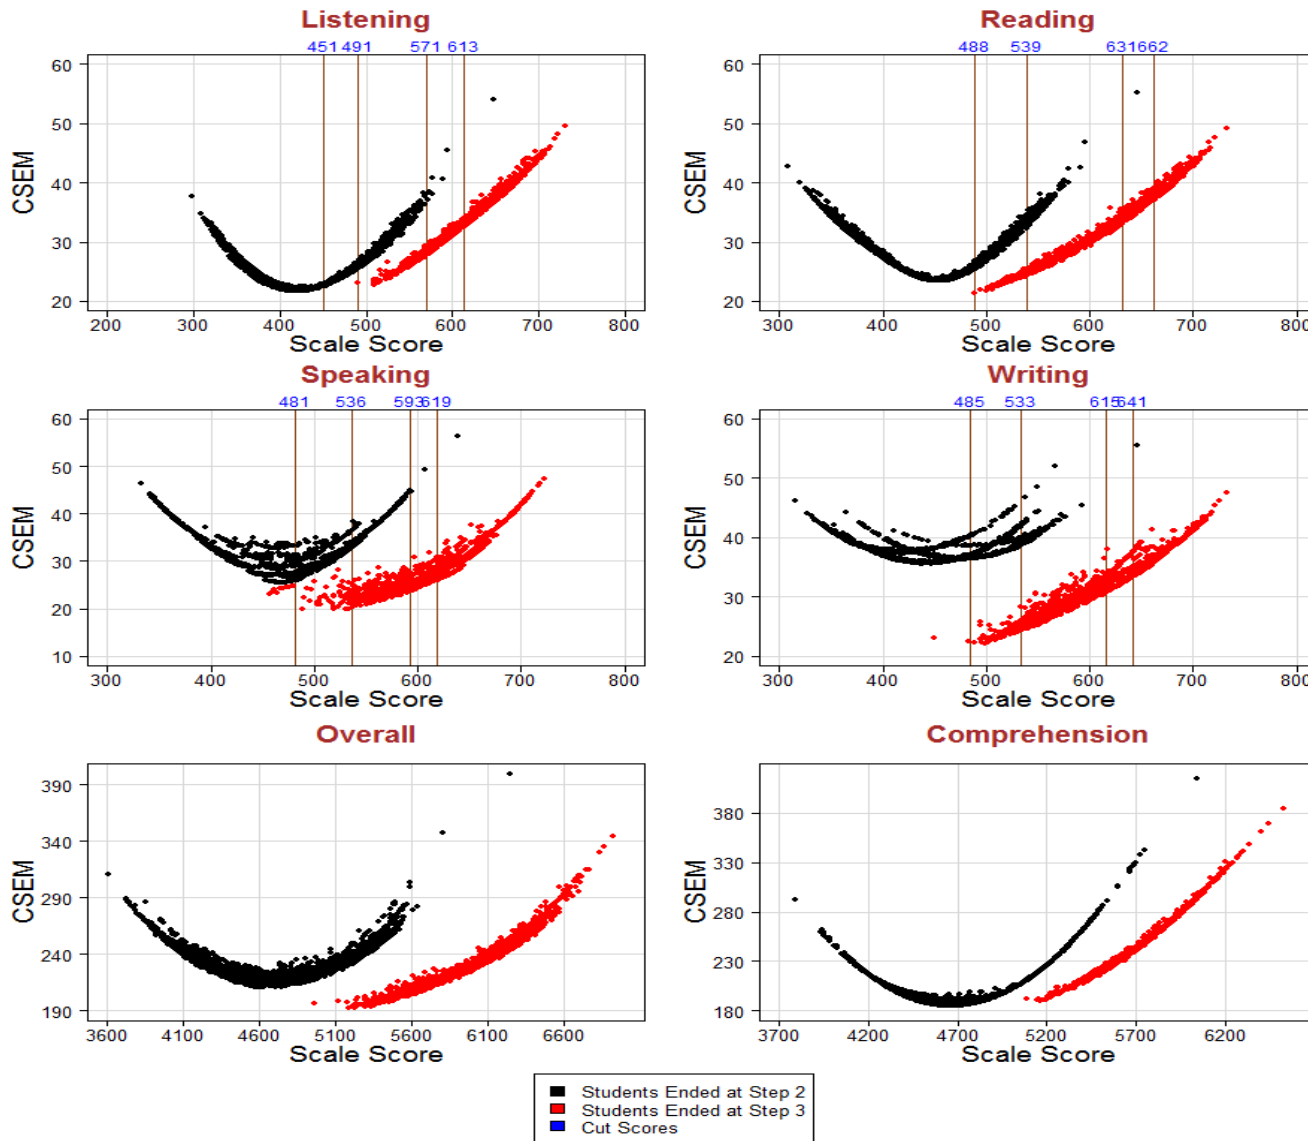 Listening
451 491 571 613
60
50
40
30
20
CSEM
200 300 400 500 600 700 800
Scale Score
Reading
488 539 631 662
60
50
40
30
20
CSEM
300 400 500 600 700 800
Scale Score
Speaking
481 536 593 619
60
50
40
30
20
10
CSEM
300 400 500 600 700 800
Scale Score
Writing
485 533 615 641
60
50
40
30
20
CSEM
300 400 500 600 700 800
Scale Score
Overall
390
340
290
240
190
CSEM
3600 4100 4600 5100 5600 6100 6600
Scale Score
Comprehension
380
330
280
230
180
CSEM
3700 4200 4700 5200 5700 6200
Scale Score
Students Ended at Step 2
Students Ended at Step 3
Cut Scores